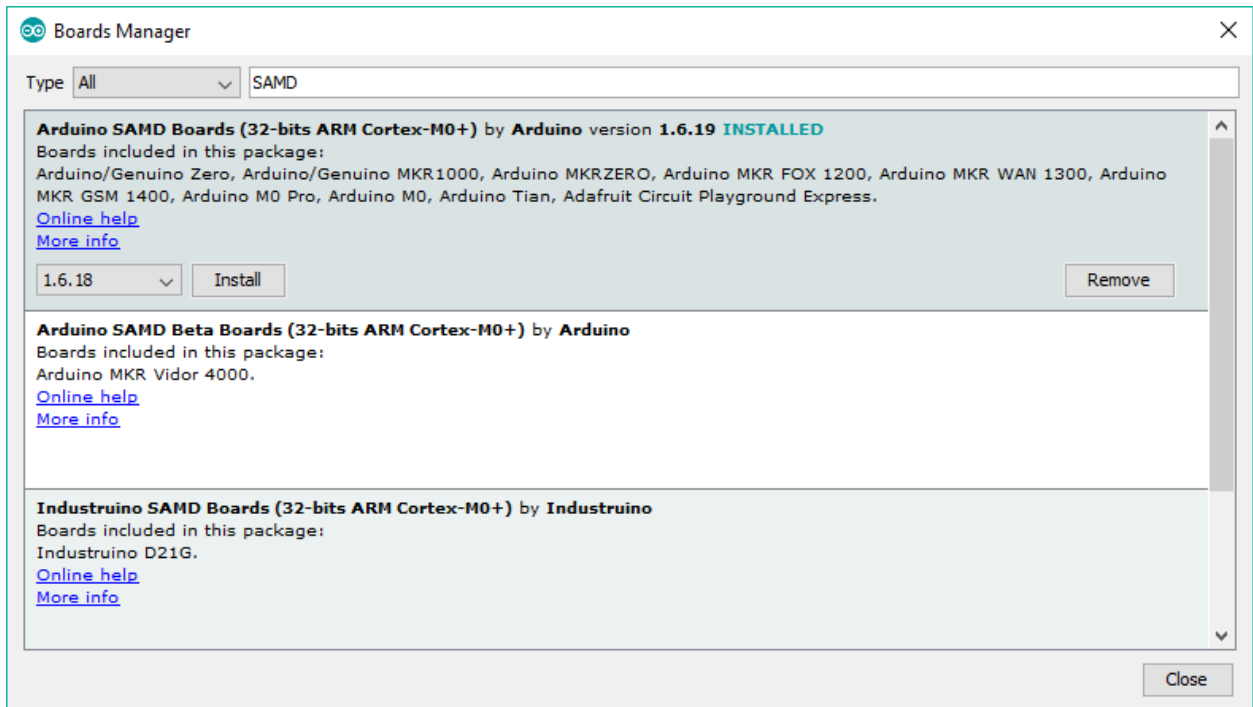 Boards Manager
Type All SAMD
Arduino SAMD Boards (32-bits ARM Cortex-M0+) by Arduino version 1.6.19 INSTALLED
Boards included in this package:
Arduino/Genuino Zero, Arduino/Genuino MKR1000, Arduino MKRZERO, Arduino MKR FOX 1200, Arduino MKR WAN 1300, Arduino
MKR GSM 1400, Arduino M0 Pro, Arduino M0, Arduino Tian, Adafruit Circuit Playground Express.
Online help
More info
1.6.18 Install Remove
Arduino SAMD Beta Boards (32-bits ARM Cortex-M0+) by Arduino
Boards included in this package:
Arduino MKR Vidor 4000.
Online help
More info
Industruino SAMD Boards (32-bits ARM Cortex-M0+) by Industruino
Boards included in this package:
Industruino D21G.
Online help
More info
Close